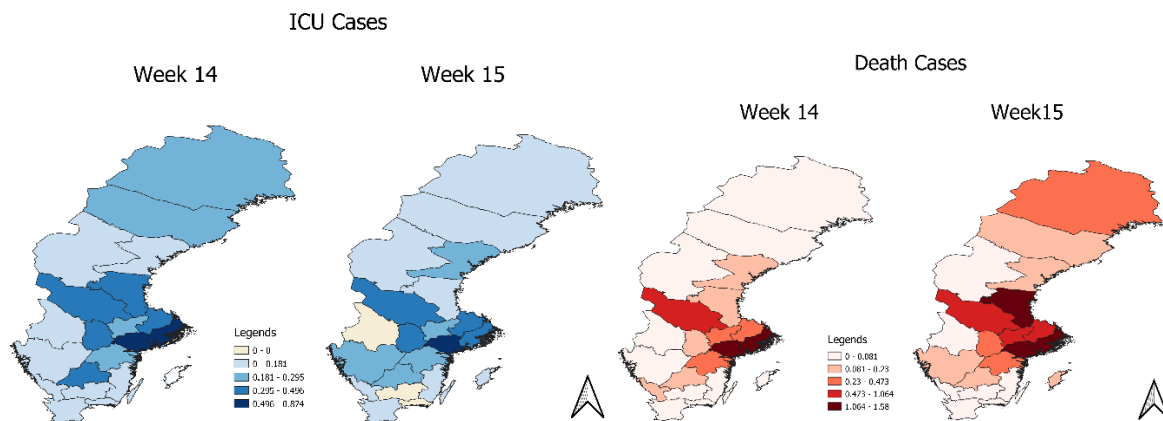 ICU Cases
Week 14
Week 15
Legends
0 - 0
0 - 0.181
0.181 - 0.295
0.295 - 0.496
0.496 - 0.874
Death Cases
Week 14
Week15
Legends
0 - 0.081
0.081 - 0.23
0.23 - 0.473
0.473 - 1.064
1.064 - 1.58